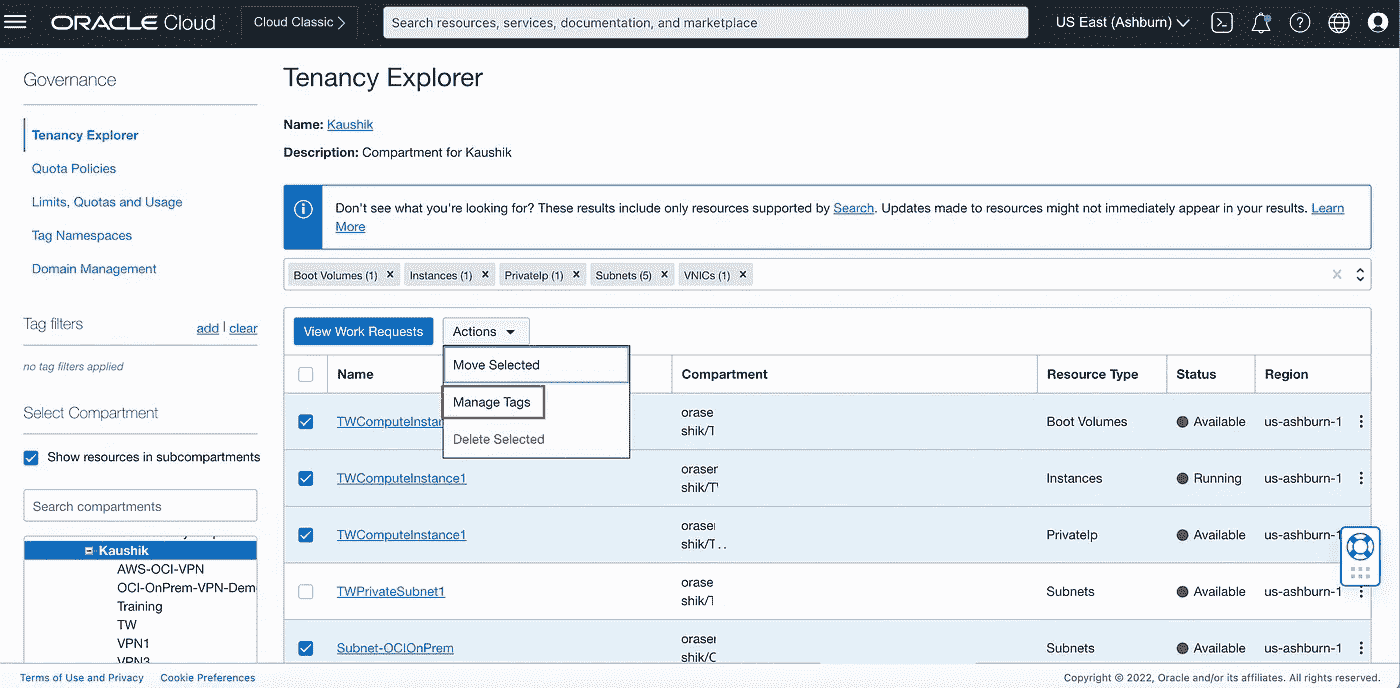 ORACLE Cloud
Cloud Classic
Search resources, services, documentation, and marketplace
US East (Ashburn)
Governance
Tenancy Explorer
Quota Policies
Limits, Quotas and Usage
Tag Namespaces
Domain Management
Tag filters
add | clear
no tag filters applied
Select Compartment
Show resources in subcompartments
Search compartments
Kaushik
AWS-OCI-VPN
OCI-OnPrem-VPN-Dem
Training
TW
VPN1
VPN3
Tenancy Explorer
Name: Kaushik
Description: Compartment for Kaushik
Don't see what you're looking for? These results include only resources supported by Search. Updates made to resources might not immediately appear in your results. Learn
More
Boot Volumes (1) × Instances (1) × PrivateIp (1) × Subnets (5) × VNICs (1) ×
View Work Requests
Actions
Move Selected
Manage Tags
Delete Selected
Name Compartment Resource Type Status Region
TWComputeInstan orase Boot Volumes Available us-ashburn-1
shik/T
TWComputeInstance1 oraser Instances Running us-ashburn-1
shik/T
TWComputeInstance1 oraser PrivateIp Available us-ashburn-1
shik/T..
TWPrivateSubnet1 orase Subnets Available us-ashburn-1
shik/T
Subnet-OCIOnPrem oraser Subnets Available us-ashburn-1
shik/C
Terms of Use and Privacy Cookie Preferences
Copyright © 2022, Oracle and/or its affiliates. All rights reserved.